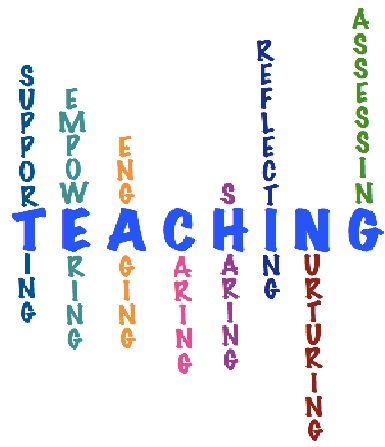 TEACHING
SUPPORTING
EMPOWERING
ENGAGING
CARING
SHARING
REFLECTING
NURTURING
ASSESSING